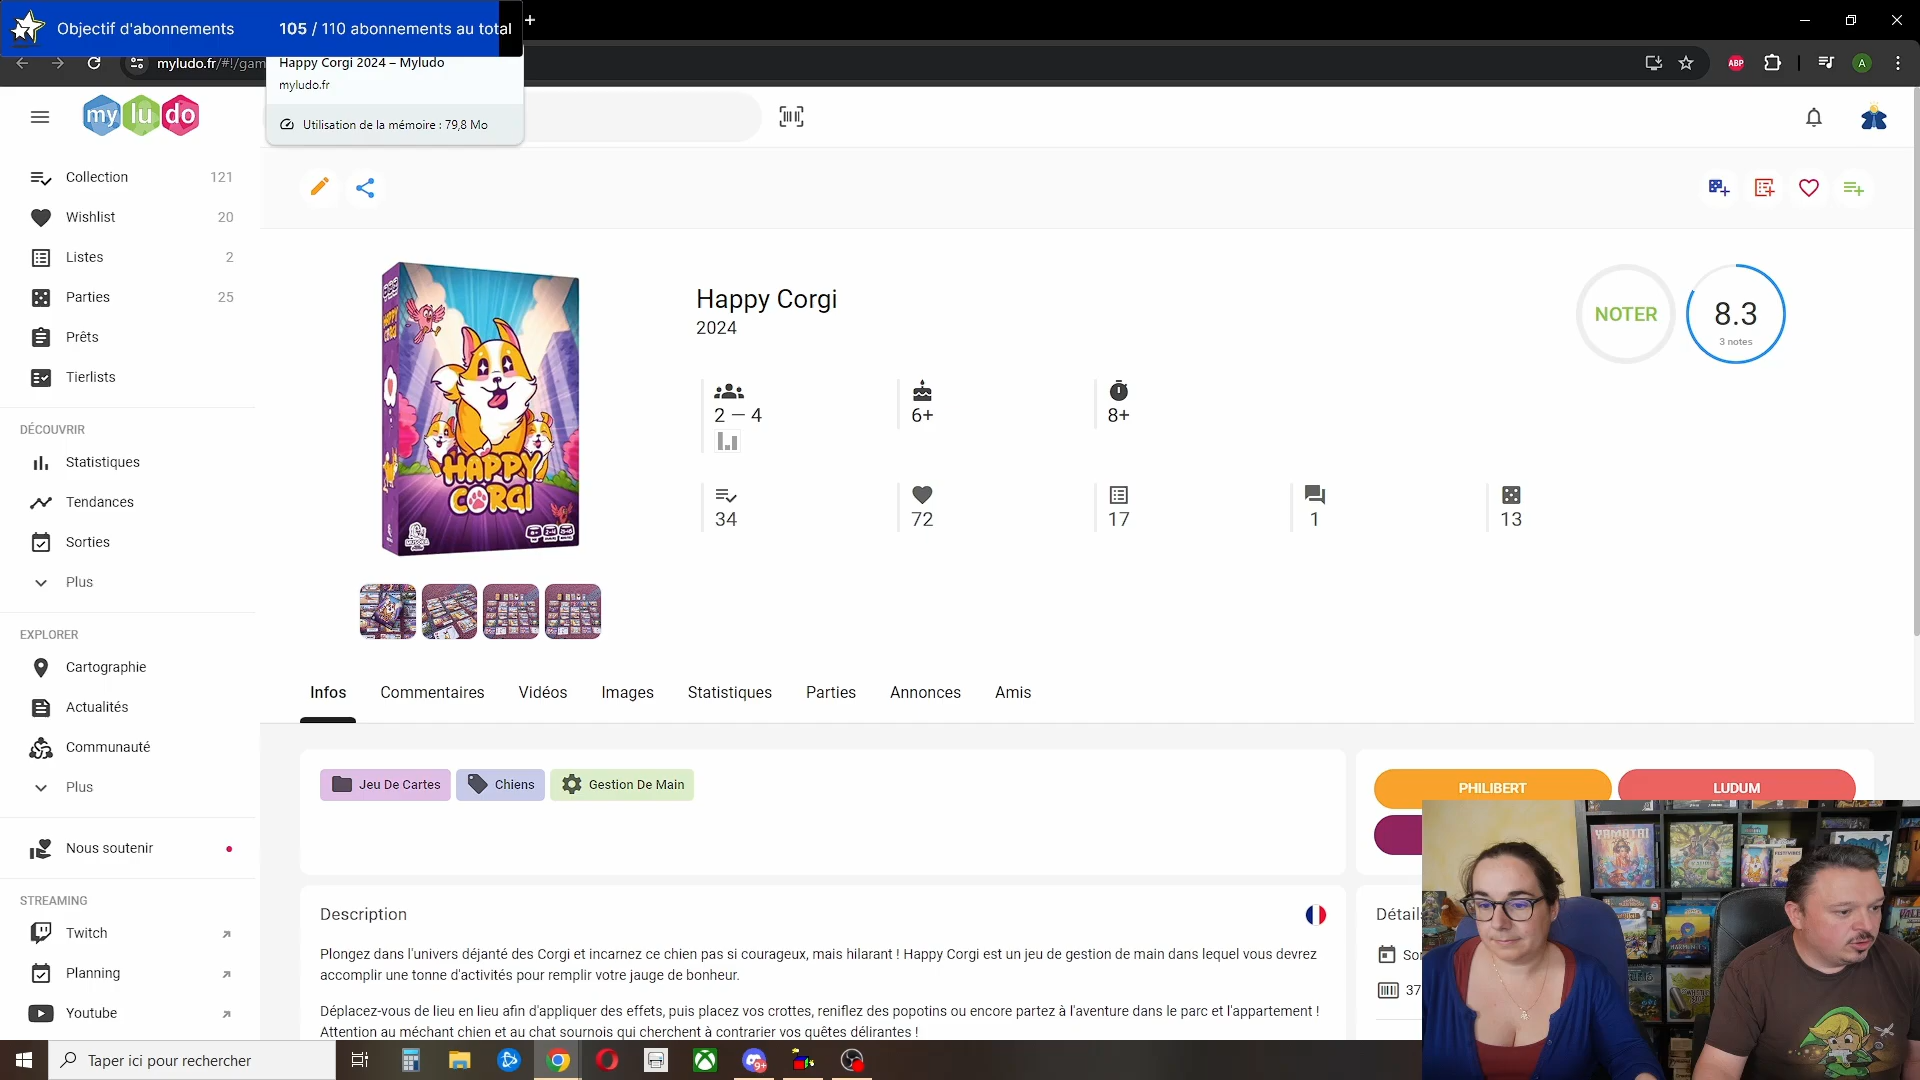 Objectif d'abonnements
105 / 110 abonnements au total
myludo.fr/#!/gam
Happy Corgi 2024 – Myludo
myludo.fr
Utilisation de la mémoire : 79,8 Mo
ABP
A
my lu do
Collection 121
Wishlist 20
Listes 2
Parties 25
Prêts
Tierlists
DÉCOUVRIR
Statistiques
Tendances
Sorties
Plus
EXPLORER
Cartographie
Actualités
Communauté
Plus
Nous soutenir
STREAMING
Twitch
Planning
Youtube
HAPPY CORGI
Happy Corgi
2024
NOTER
8.3
3 notes
2 — 4
6+
8+
34
72
17
1
13
Infos
Commentaires
Vidéos
Images
Statistiques
Parties
Annonces
Amis
Jeu De Cartes
Chiens
Gestion De Main
PHILIBERT
LUDUM
Description
Plongez dans l'univers déjanté des Corgi et incarnez ce chien pas si courageux, mais hilarant ! Happy Corgi est un jeu de gestion de main dans lequel vous devrez
accomplir une tonne d'activités pour remplir votre jauge de bonheur.
Déplacez-vous de lieu en lieu afin d'appliquer des effets, puis placez vos crottes, reniflez des popotins ou encore partez à l'aventure dans le parc et l'appartement !
Attention au méchant chien et au chat sournois qui cherchent à contrarier vos quêtes délirantes !
Détails
So
37
YAMATAI
Taper ici pour rechercher
9+